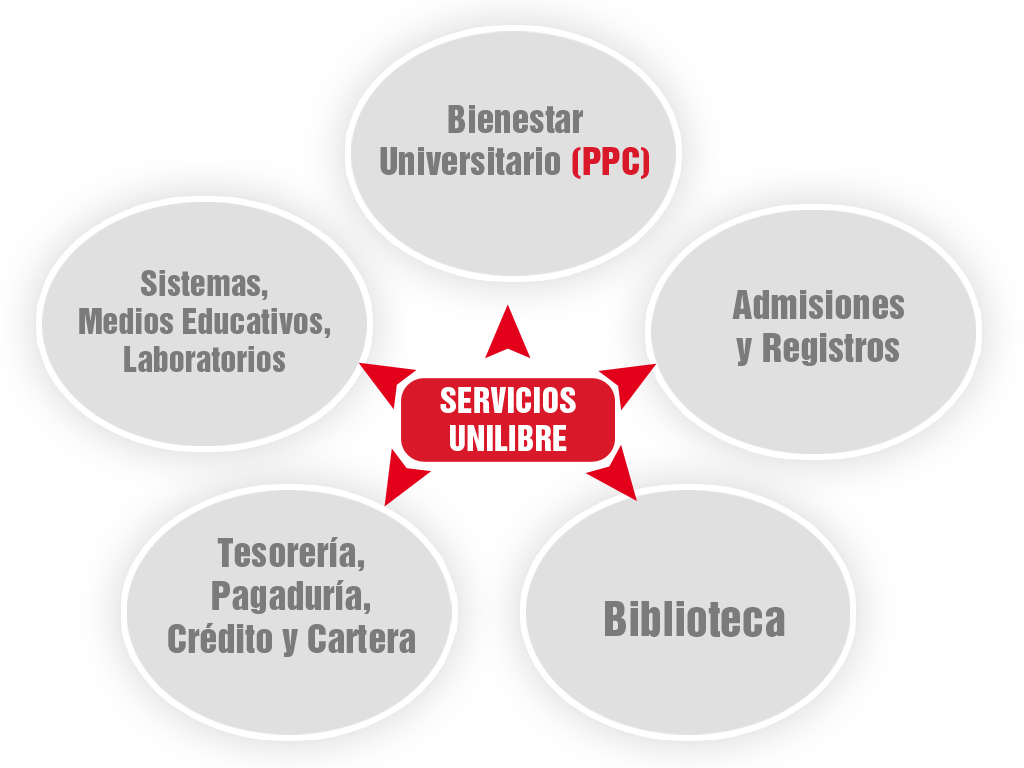 Bienestar
Universitario (PPC)
Sistemas,
Medios Educativos,
Laboratorios
Admisiones
y Registros
SERVICIOS
UNILIBRE
Tesorería,
Pagaduría,
Crédito y Cartera
Biblioteca